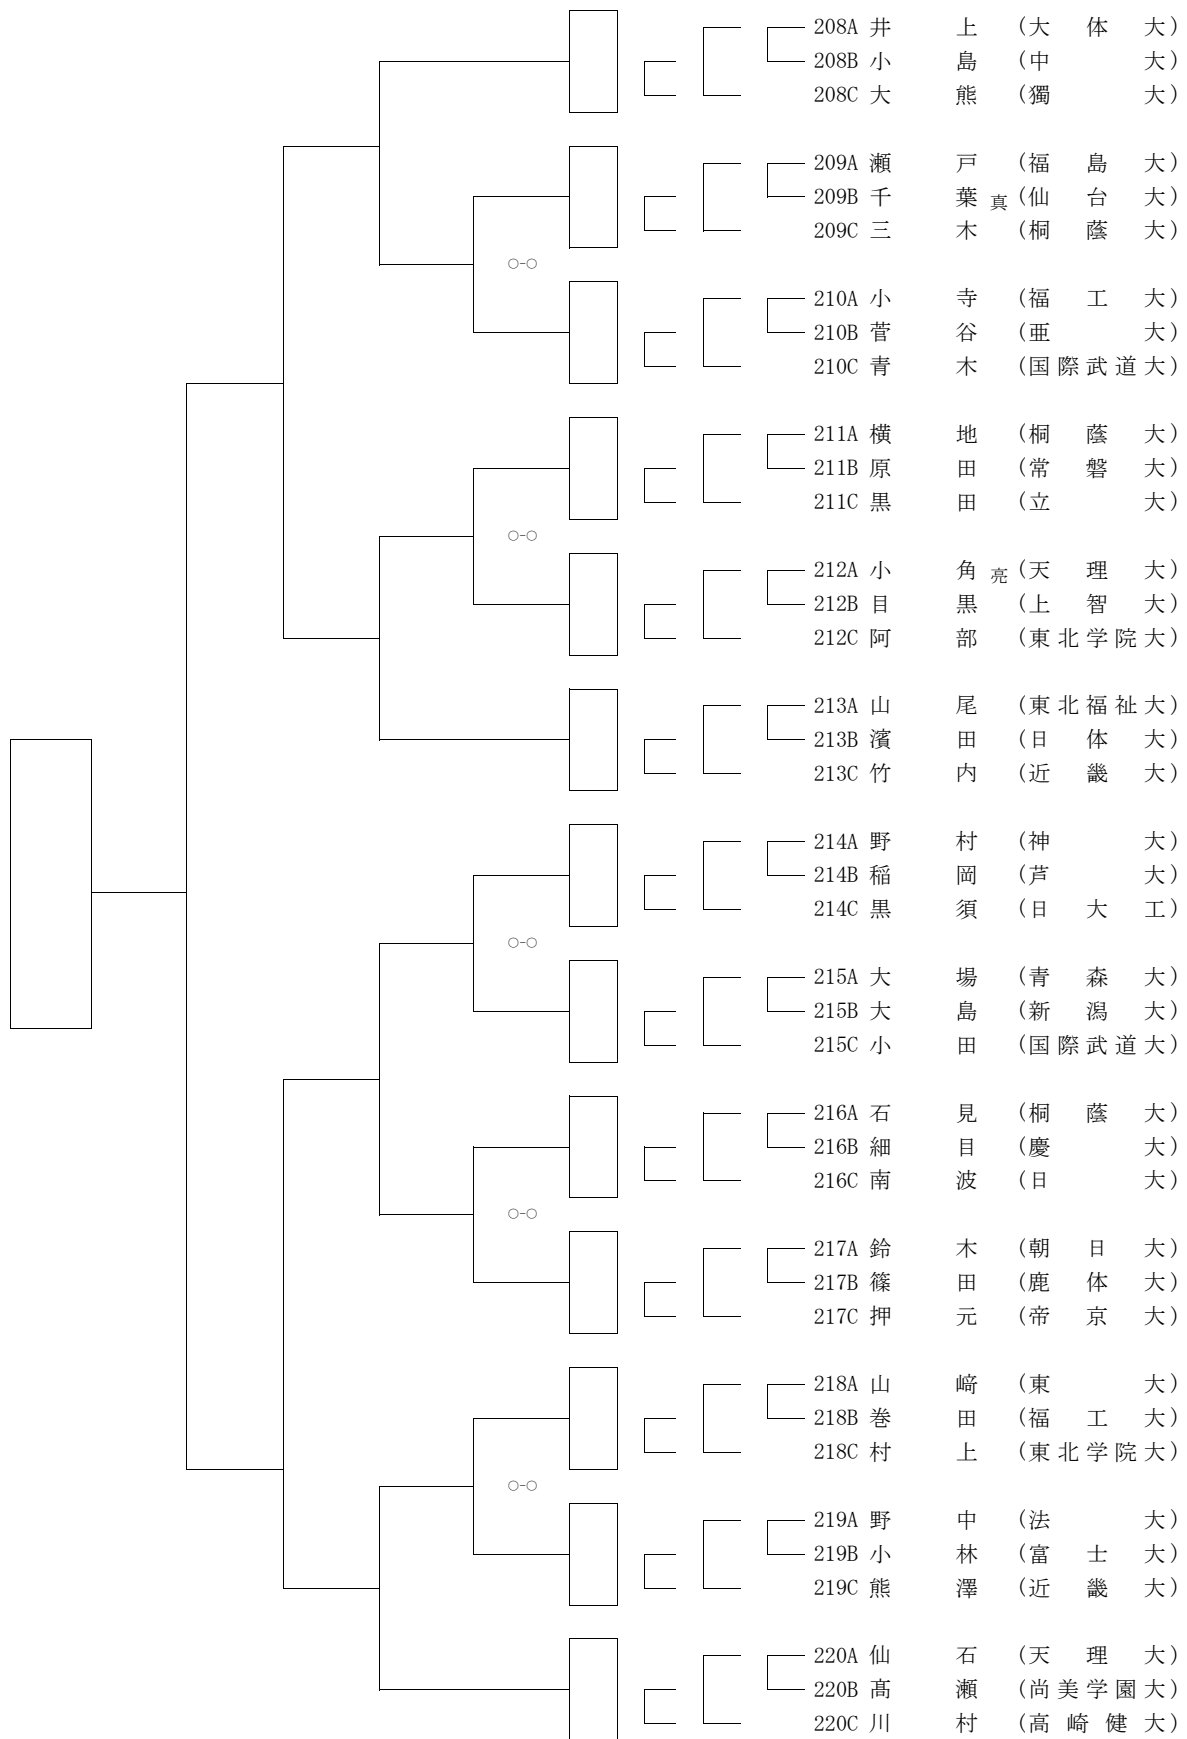 208A 井上 (大体大)
208B 小島 (中大)
208C 大熊 (獨大)
209A 瀬戸 (福島大)
209B 千葉真 (仙台大)
209C 三木 (桐蔭大)
○-○
210A 小寺 (福工大)
210B 菅谷 (亜大)
210C 青木 (国際武道大)
211A 横地 (桐蔭大)
211B 原田 (常磐大)
211C 黒田 (立大)
○-○
212A 小角亮 (天理大)
212B 目黒 (上智大)
212C 阿部 (東北学院大)
213A 山尾 (東北福祉大)
213B 濱田 (日体大)
213C 竹内 (近畿大)
214A 野村 (神大)
214B 稲岡 (芦大)
214C 黒須 (日大工)
○-○
215A 大場 (青森大)
215B 大島 (新潟大)
215C 小田 (国際武道大)
216A 石見 (桐蔭大)
216B 細目 (慶大)
216C 南波 (日大)
○-○
217A 鈴木 (朝日大)
217B 篠田 (鹿体大)
217C 押元 (帝京大)
218A 山﨑 (東大)
218B 巻田 (福工大)
218C 村上 (東北学院大)
○-○
219A 野中 (法大)
219B 小林 (富士大)
219C 熊澤 (近畿大)
220A 仙石 (天理大)
220B 髙瀬 (尚美学園大)
220C 川村 (高崎健大)